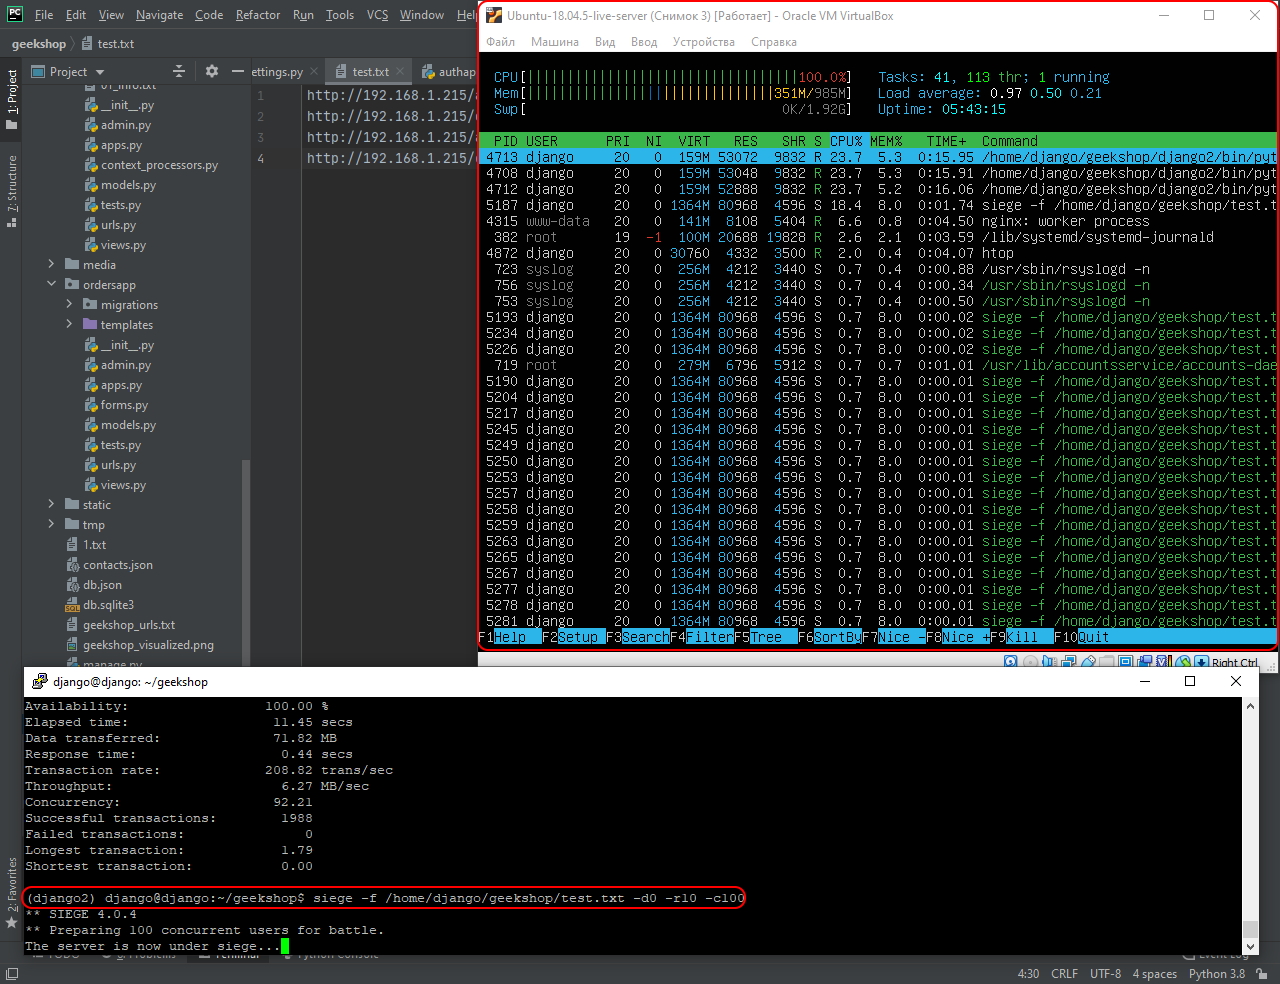 PC File Edit View Navigate Code Refactor Run Tools VCS Window Hel
geekshop test.txt
Project
ettings.py test.txt authap
1: Project
7: Structure
2: Favorites
01_info.txt
__init__.py
admin.py
apps.py
context_processors.py
models.py
tests.py
urls.py
views.py
media
ordersapp
migrations
templates
__init__.py
admin.py
apps.py
forms.py
models.py
tests.py
urls.py
views.py
static
tmp
1.txt
contacts.json
db.json
db.sqlite3
geekshop_urls.txt
geekshop_visualized.png
manage.py
1 http://192.168.1.215/
2 http://192.168.1.215/
3 http://192.168.1.215/
4 http://192.168.1.215/
Ubuntu-18.04.5-live-server (Снимок 3) [Работает] - Oracle VM VirtualBox
Файл Машина Вид Ввод Устройства Справка
CPU[100.0%] Tasks: 41, 113 thr; 1 running
Mem[351M/985M] Load average: 0.97 0.50 0.21
Swp[0K/1.92G] Uptime: 05:43:15
PID USER PRI NI VIRT RES SHR S CPU% MEM% TIME+ Command
4713 django 20 0 159M 53072 9832 R 23.7 5.3 0:15.95 /home/django/geekshop/django2/bin/pyt
4708 django 20 0 159M 53048 9832 R 23.7 5.3 0:15.91 /home/django/geekshop/django2/bin/pyt
4712 django 20 0 159M 52888 9832 R 23.7 5.2 0:16.06 /home/django/geekshop/django2/bin/pyt
5187 django 20 0 1364M 80968 4596 S 18.4 8.0 0:01.74 siege -f /home/django/geekshop/test.t
4315 www-data 20 0 141M 8108 5404 R 6.6 0.8 0:04.50 nginx: worker process
382 root 19 -1 100M 20688 19828 R 2.6 2.1 0:03.59 /lib/systemd/systemd-journald
4872 django 20 0 30760 4332 3500 R 2.0 0.4 0:04.07 htop
723 syslog 20 0 256M 4212 3440 S 0.7 0.4 0:00.88 /usr/sbin/rsyslogd -n
756 syslog 20 0 256M 4212 3440 S 0.7 0.4 0:00.34 /usr/sbin/rsyslogd -n
753 syslog 20 0 256M 4212 3440 S 0.7 0.4 0:00.50 /usr/sbin/rsyslogd -n
5193 django 20 0 1364M 80968 4596 S 0.7 8.0 0:00.02 siege -f /home/django/geekshop/test.t
5234 django 20 0 1364M 80968 4596 S 0.7 8.0 0:00.02 siege -f /home/django/geekshop/test.t
5226 django 20 0 1364M 80968 4596 S 0.7 8.0 0:00.02 siege -f /home/django/geekshop/test.t
719 root 20 0 279M 6796 5912 S 0.7 0.7 0:01.01 /usr/lib/accountsservice/accounts-dae
5190 django 20 0 1364M 80968 4596 S 0.7 8.0 0:00.01 siege -f /home/django/geekshop/test.t
5204 django 20 0 1364M 80968 4596 S 0.7 8.0 0:00.01 siege -f /home/django/geekshop/test.t
5217 django 20 0 1364M 80968 4596 S 0.7 8.0 0:00.01 siege -f /home/django/geekshop/test.t
5245 django 20 0 1364M 80968 4596 S 0.7 8.0 0:00.01 siege -f /home/django/geekshop/test.t
5249 django 20 0 1364M 80968 4596 S 0.7 8.0 0:00.01 siege -f /home/django/geekshop/test.t
5250 django 20 0 1364M 80968 4596 S 0.7 8.0 0:00.01 siege -f /home/django/geekshop/test.t
5253 django 20 0 1364M 80968 4596 S 0.7 8.0 0:00.01 siege -f /home/django/geekshop/test.t
5257 django 20 0 1364M 80968 4596 S 0.7 8.0 0:00.01 siege -f /home/django/geekshop/test.t
5258 django 20 0 1364M 80968 4596 S 0.7 8.0 0:00.01 siege -f /home/django/geekshop/test.t
5259 django 20 0 1364M 80968 4596 S 0.7 8.0 0:00.01 siege -f /home/django/geekshop/test.t
5263 django 20 0 1364M 80968 4596 S 0.7 8.0 0:00.01 siege -f /home/django/geekshop/test.t
5265 django 20 0 1364M 80968 4596 S 0.7 8.0 0:00.01 siege -f /home/django/geekshop/test.t
5267 django 20 0 1364M 80968 4596 S 0.7 8.0 0:00.01 siege -f /home/django/geekshop/test.t
5277 django 20 0 1364M 80968 4596 S 0.7 8.0 0:00.01 siege -f /home/django/geekshop/test.t
5278 django 20 0 1364M 80968 4596 S 0.7 8.0 0:00.01 siege -f /home/django/geekshop/test.t
5281 django 20 0 1364M 80968 4596 S 0.7 8.0 0:00.01 siege -f /home/django/geekshop/test.t
F1Help F2Setup F3SearchF4FilterF5Tree F6SortByF7Nice -F8Nice +F9Kill F10Quit
Right Ctrl
django@django: ~/geekshop
Availability: 100.00 %
Elapsed time: 11.45 secs
Data transferred: 71.82 MB
Response time: 0.44 secs
Transaction rate: 208.82 trans/sec
Throughput: 6.27 MB/sec
Concurrency: 92.21
Successful transactions: 1988
Failed transactions: 0
Longest transaction: 1.79
Shortest transaction: 0.00
(django2) django@django:~/geekshop$ siege -f /home/django/geekshop/test.txt -d0 -r10 -c100
** SIEGE 4.0.4
** Preparing 100 concurrent users for battle.
The server is now under siege...
TODO 6: Problems Terminal Python Console Event Log
4:30 CRLF UTF-8 4 spaces Python 3.8